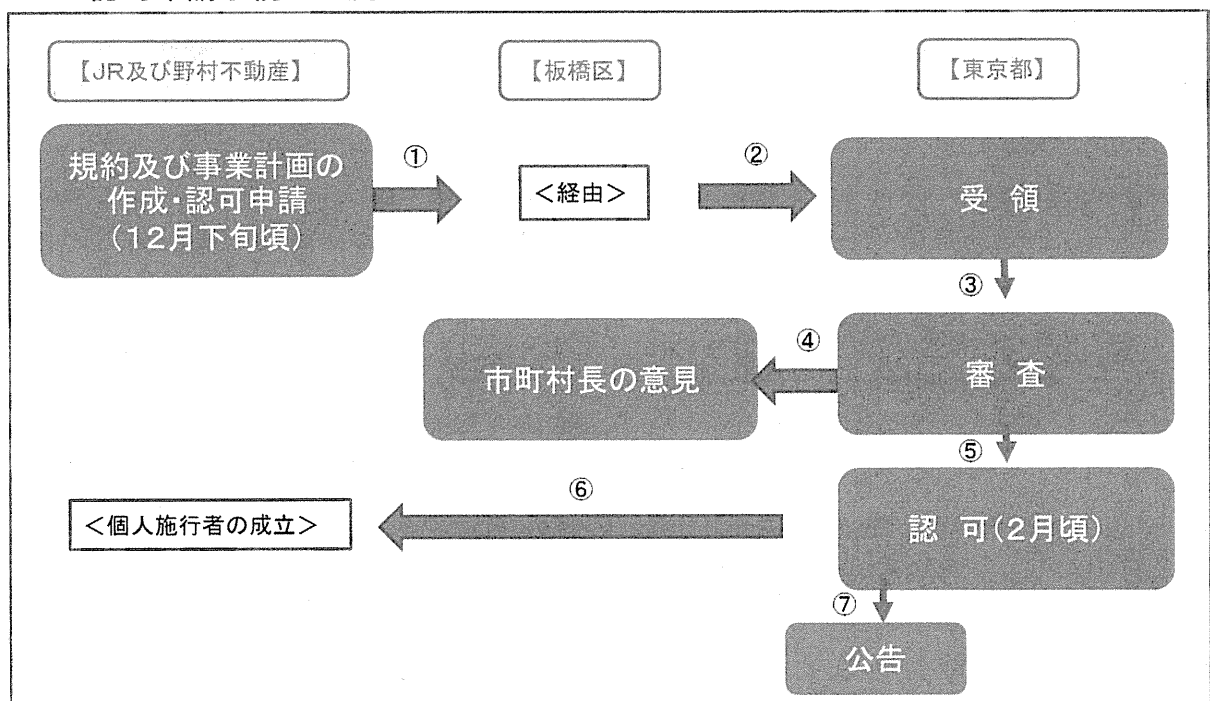 【JR及び野村不動産】
【板橋区】
【東京都】
規約及び事業計画の
作成・認可申請
(12月下旬頃)
①
<経由>
②
受 領
③
市町村長の意見
④
審 査
⑤
<個人施行者の成立>
⑥
認 可(2月頃)
⑦
公告